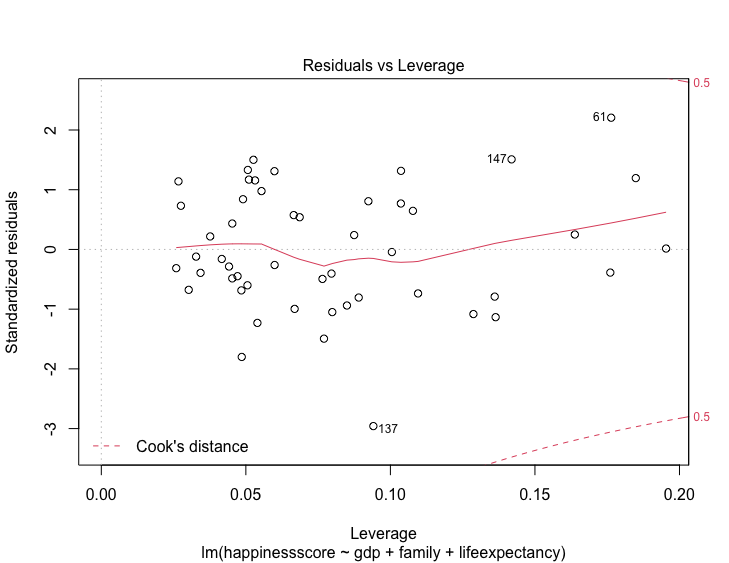 Residuals vs Leverage
0.5
61
147
2
1
0
-1
-2
-3
Standardized residuals
0.5
137
Cook's distance
0.00 0.05 0.10 0.15 0.20
Leverage
lm(happinessscore ~ gdp + family + lifeexpectancy)